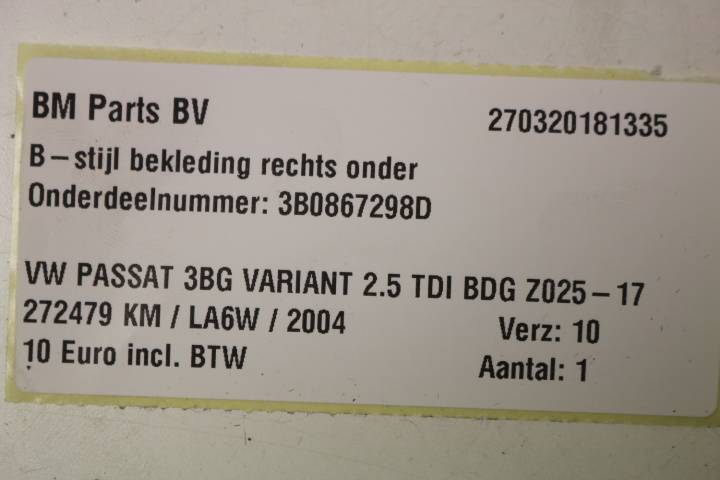 BM Parts BV 270320181335
B-stijl bekleding rechts onder
Onderdeelnummer: 3B0867298D
VW PASSAT 3BG VARIANT 2.5 TDI BDG Z025-17
272479 KM / LA6W / 2004 Verz: 10
10 Euro incl. BTW Aantal: 1